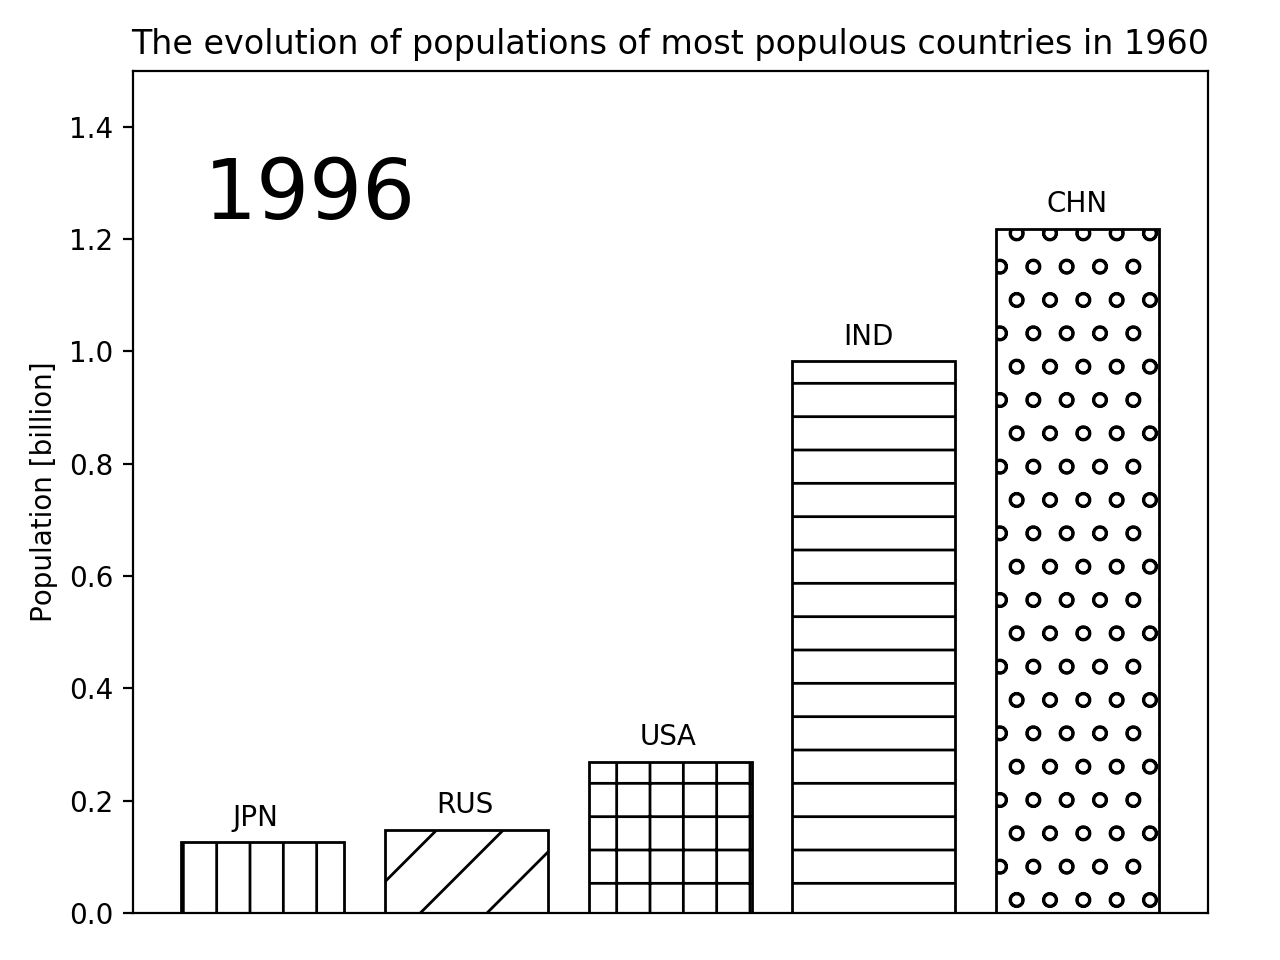 The evolution of populations of most populous countries in 1960
1996
Population [billion]
1.4
1.2
1.0
0.8
0.6
0.4
0.2
0.0
JPN
RUS
USA
IND
CHN